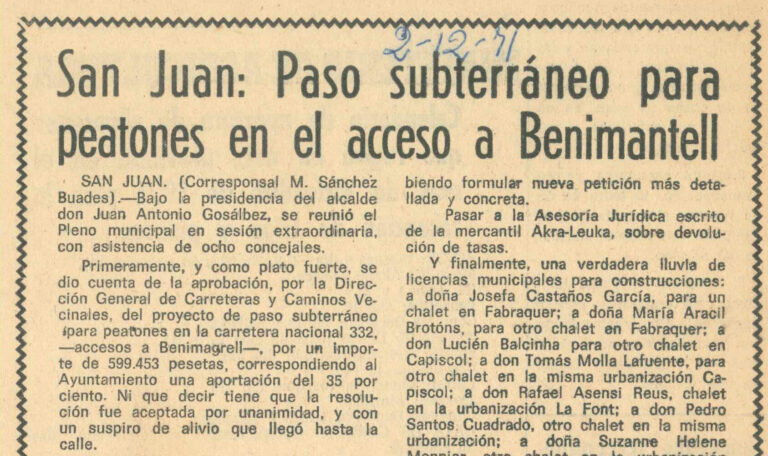 2-12-71
San Juan: Paso subterráneo para
peatones en el acceso a Benimantell
SAN JUAN. (Corresponsal M. Sánchez
Buades).—Bajo la presidencia del alcalde
don Juan Antonio Gosálbez, se reunió el
Pleno municipal en sesión extraordinaria,
con asistencia de ocho concejales.
Primeramente, y como plato fuerte, se
dio cuenta de la aprobación, por la Direc-
ción General de Carreteras y Caminos Ve-
cinales, del proyecto de paso subterráneo
para peatones en la carretera nacional 332,
—accesos a Benimagrell—, por un impor-
te de 599.453 pesetas, correspondiendo al
Ayuntamiento una aportación del 35 por
ciento. Ni que decir tiene que la resolu-
ción fue aceptada por unanimidad, y con
un suspiro de alivio que llegó hasta la
calle.
biendo formular nueva petición más deta-
llada y concreta.
Pasar a la Asesoría Jurídica escrito
de la mercantil Akra-Leuka, sobre devolu-
ción de tasas.
Y finalmente, una verdadera lluvia de
licencias municipales para construcciones:
a doña Josefa Castaños García, para un
chalet en Fabraquer; a doña María Aracil
Brotóns, para otro chalet en Fabraquer; a
don Lucién Balcinha para otro chalet en
Capiscol; a don Tomás Molla Lafuente, para
otro chalet en la misma urbanización Ca-
piscol; a don Rafael Asensi Reus, chalet
en la urbanización La Font; a don Pedro
Santos Cuadrado, otro chalet en la misma
urbanización; a doña Suzanne Helene
otro chalet en la urbanización